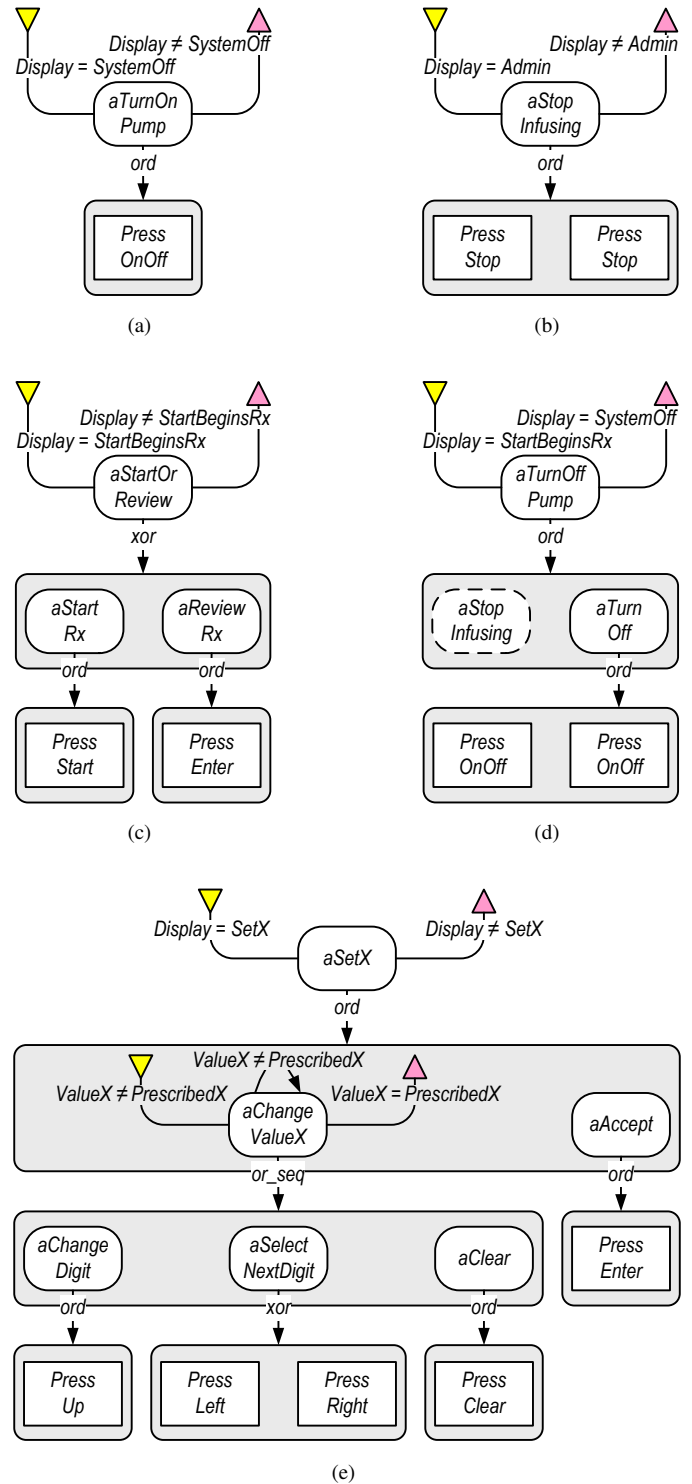 Display ≠ SystemOff
Display = SystemOff
aTurnOn
Pump
ord
Press
OnOff
(a)
Display ≠ Admin
Display = Admin
aStop
Infusing
ord
Press
Stop
Press
Stop
(b)
Display ≠ StartBeginsRx
Display = StartBeginsRx
aStartOr
Review
xor
aStart
Rx
aReview
Rx
ord
ord
Press
Start
Press
Enter
(c)
Display = SystemOff
Display = StartBeginsRx
aTurnOff
Pump
ord
aStop
Infusing
aTurn
Off
ord
Press
OnOff
Press
OnOff
(d)
Display = SetX
Display ≠ SetX
aSetX
ord
ValueX ≠ PrescribedX
ValueX ≠ PrescribedX
ValueX = PrescribedX
aChange
ValueX
aAccept
or_seq
ord
aChange
Digit
aSelect
NextDigit
aClear
Press
Enter
ord
xor
ord
Press
Up
Press
Left
Press
Right
Press
Clear
(e)